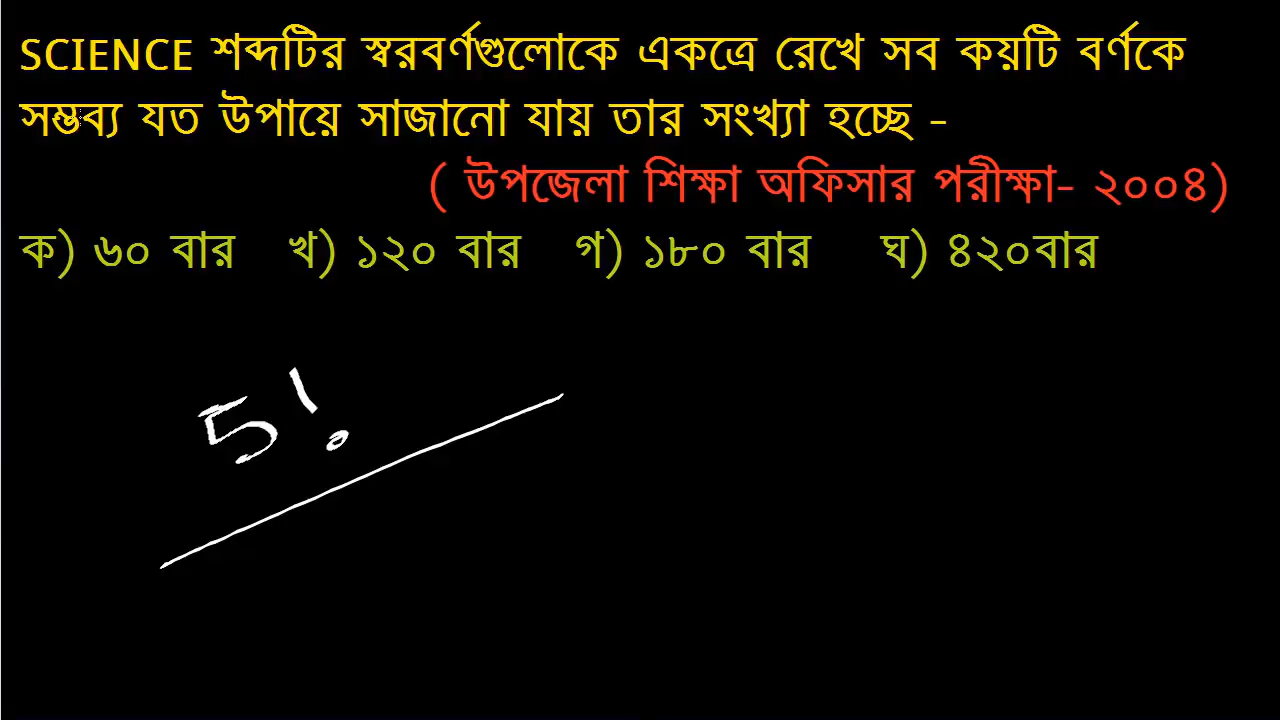 SCIENCE শব্দটির স্বরবর্ণগুলোকে একত্রে রেখে সব কয়টি বর্ণকে
সম্ভব্য যত উপায়ে সাজানো যায় তার সংখ্যা হচ্ছে -
( উপজেলা শিক্ষা অফিসার পরীক্ষা- ২০০৪)
ক) ৬০ বার খ) ১২০ বার গ) ১৮০ বার ঘ) ৪২০বার
5!